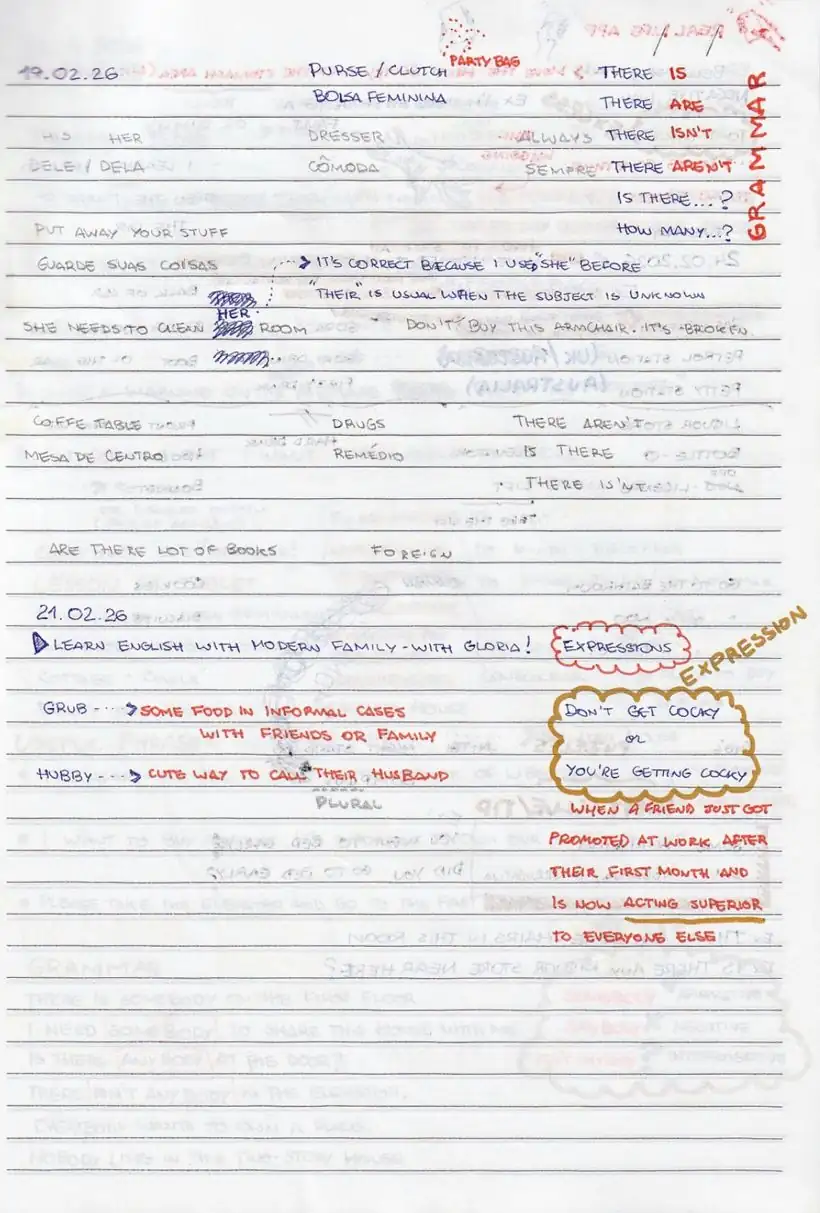 PARTY BAG
19.02.26 PURSE/CLUTCH THERE IS
BOLSA FEMININA THERE ARE
HIS HER DRESSER ALWAYS THERE ISN'T
DELE/DELA CÔMODA SEMPRE THERE AREN'T
IS THERE...?
GRAMMAR
PUT AWAY YOUR STUFF HOW MANY...?
GUARDE SUAS COISAS IT'S CORRECT BECAUSE I USED "SHE" BEFORE
"THEIR" IS USUAL WHEN THE SUBJECT IS UNKNOWN
HER
SHE NEEDS TO CLEAN ROOM DON'T BUY THIS ARMCHAIR. IT'S BROKEN
COFFE TABLE DRUGS THERE AREN'T
MESA DE CENTRO REMÉDIO IS THERE
THERE IS'NT
ARE THERE LOT OF BOOKS FOREIGN
21.02.26
LEARN ENGLISH WITH MODERN FAMILY - WITH GLORIA! EXPRESSIONS
EXPRESSION
GRUB SOME FOOD IN INFORMAL CASES DON'T GET COCKY
WITH FRIENDS OR FAMILY or
HUBBY CUTE WAY TO CALL THEIR HUSBAND YOU'RE GETTING COCKY
PLURAL WHEN A FRIEND JUST GOT
PROMOTED AT WORK AFTER
THEIR FIRST MONTH AND
IS NOW ACTING SUPERIOR
TO EVERYONE ELSE